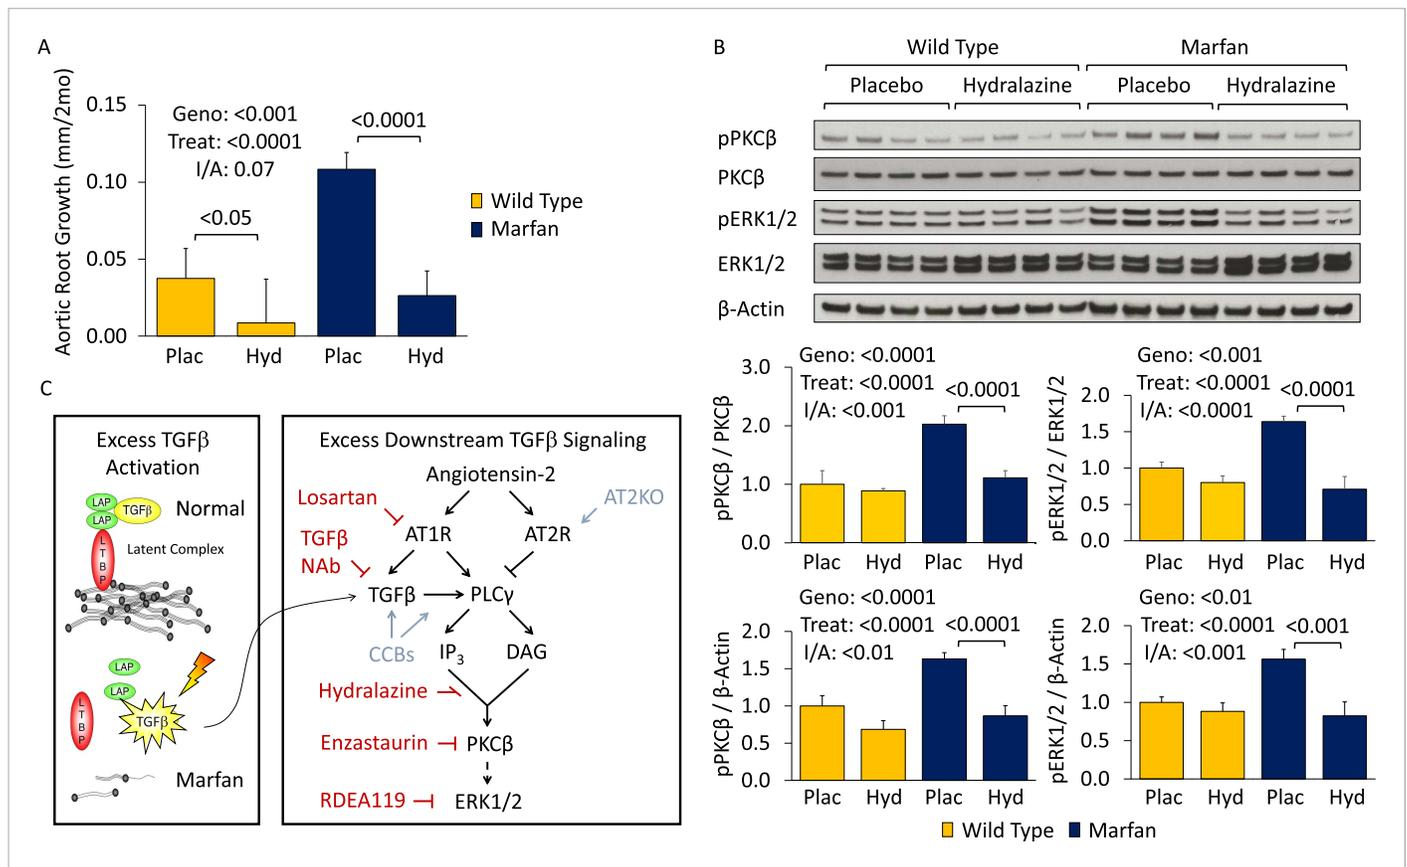 A
Aortic Root Growth (mm/2mo)
0.15
0.10
0.05
0.00
Geno: <0.001
Treat: <0.0001
I/A: 0.07
<0.05
<0.0001
Plac Hyd Plac Hyd
Wild Type
Marfan
B
Wild Type Marfan
Placebo Hydralazine Placebo Hydralazine
pPKCβ
PKCβ
pERK1/2
ERK1/2
β-Actin
pPKCβ / PKCβ
3.0
2.0
1.0
0.0
Geno: <0.0001
Treat: <0.0001
I/A: <0.001
<0.0001
Plac Hyd Plac Hyd
pERK1/2 / ERK1/2
2.0
1.5
1.0
0.5
0.0
Geno: <0.001
Treat: <0.0001
I/A: <0.0001
<0.0001
Plac Hyd Plac Hyd
pPKCβ / β-Actin
2.0
1.5
1.0
0.5
0.0
Geno: <0.0001
Treat: <0.0001
I/A: <0.01
<0.0001
Plac Hyd Plac Hyd
pERK1/2 / β-Actin
2.0
1.5
1.0
0.5
0.0
Geno: <0.01
Treat: <0.0001
I/A: <0.001
<0.001
Plac Hyd Plac Hyd
Wild Type Marfan
C
Excess TGFβ
Activation
LAP
LAP
TGFβ
Normal
LTBP
Latent Complex
LAP
LAP
LTBP
TGFβ
Marfan
Excess Downstream TGFβ Signaling
Angiotensin-2
Losartan
AT2KO
AT1R
AT2R
TGFβ
NAb
TGFβ
PLCγ
CCBs
IP3
DAG
Hydralazine
Enzastaurin
PKCβ
RDEA119
ERK1/2